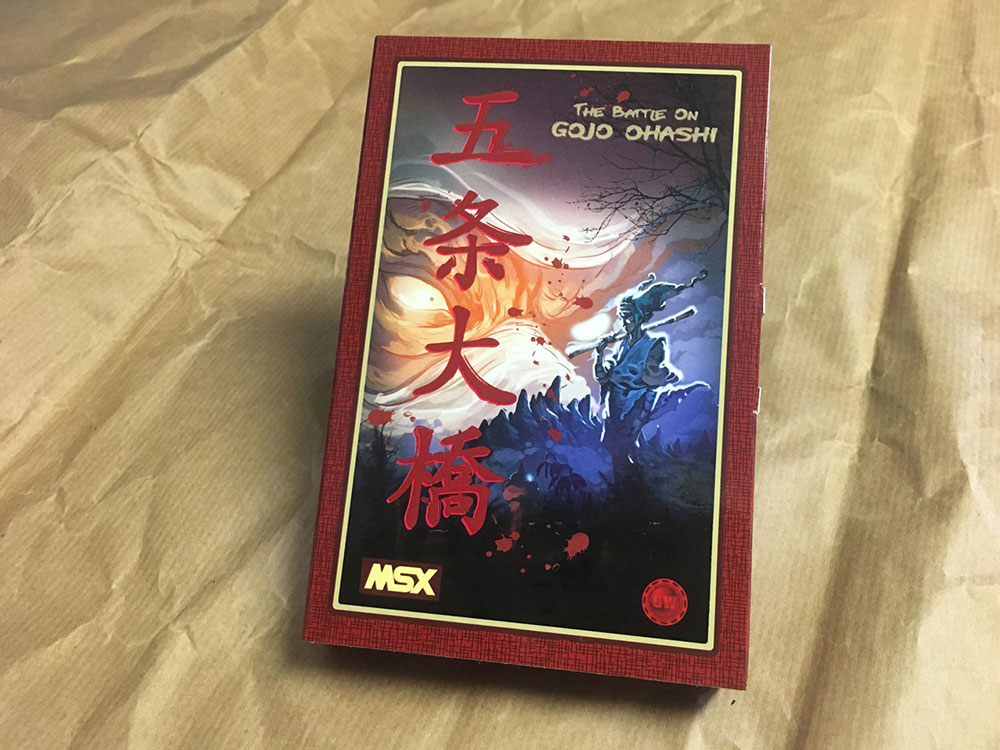 五条大橋
The Battle On
Gojo Ohashi
MSX